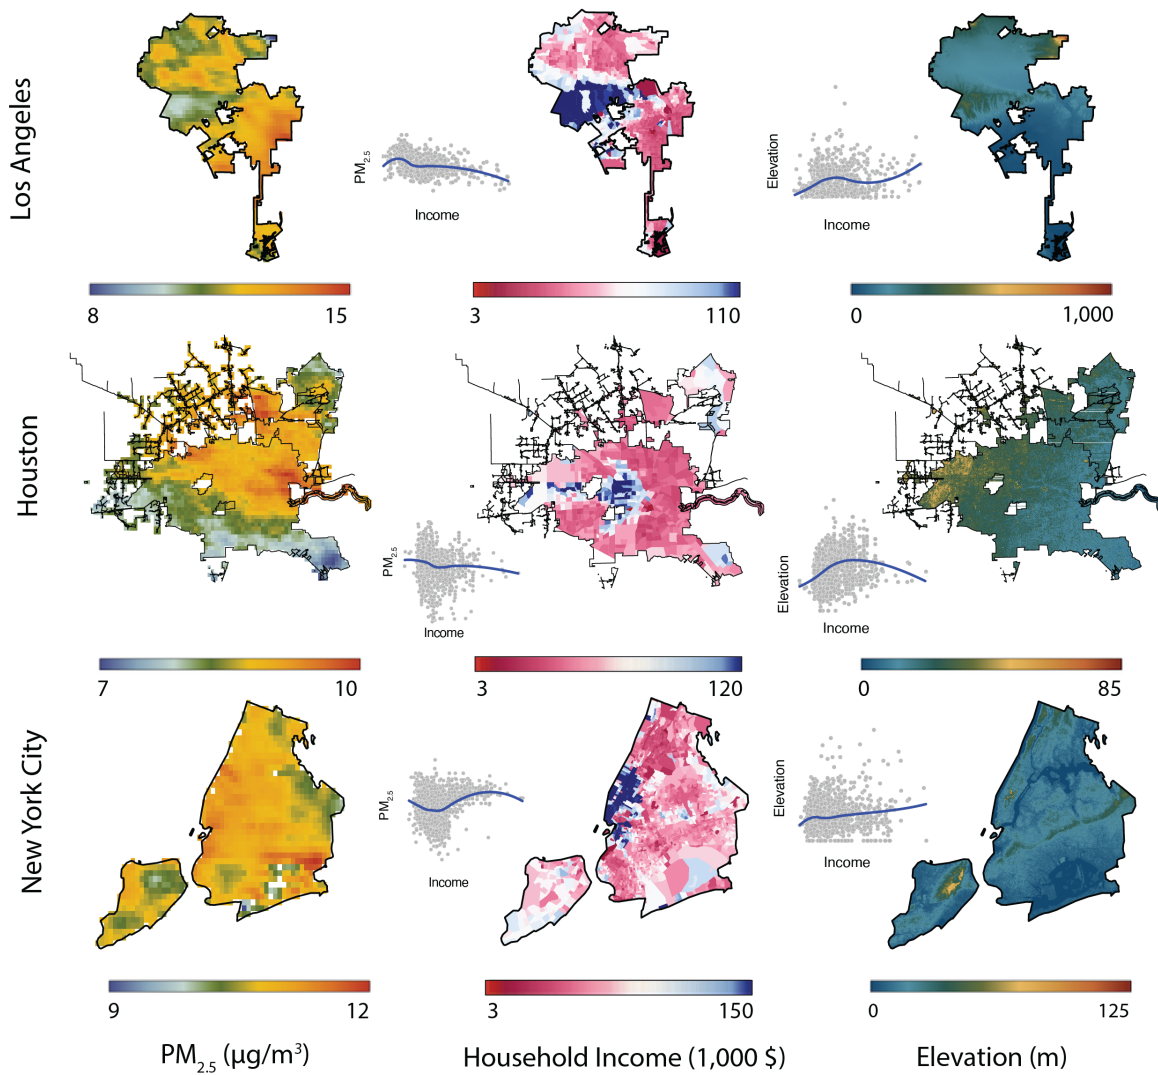 Los Angeles
PM2.5
Income
Elevation
Income
8 15
3 110
0 1,000
Houston
PM2.5
Income
Elevation
Income
7 10
3 120
0 85
New York City
PM2.5
Income
Elevation
Income
9 12
3 150
0 125
PM2.5 (µg/m³)
Household Income (1,000 $)
Elevation (m)